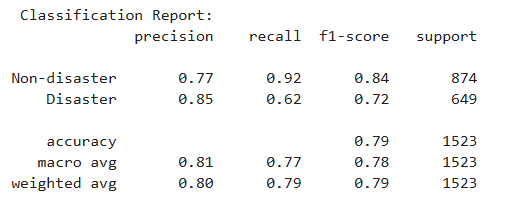 Classification Report:
precision recall f1-score support
Non-disaster 0.77 0.92 0.84 874
Disaster 0.85 0.62 0.72 649
accuracy 0.79 1523
macro avg 0.81 0.77 0.78 1523
weighted avg 0.80 0.79 0.79 1523